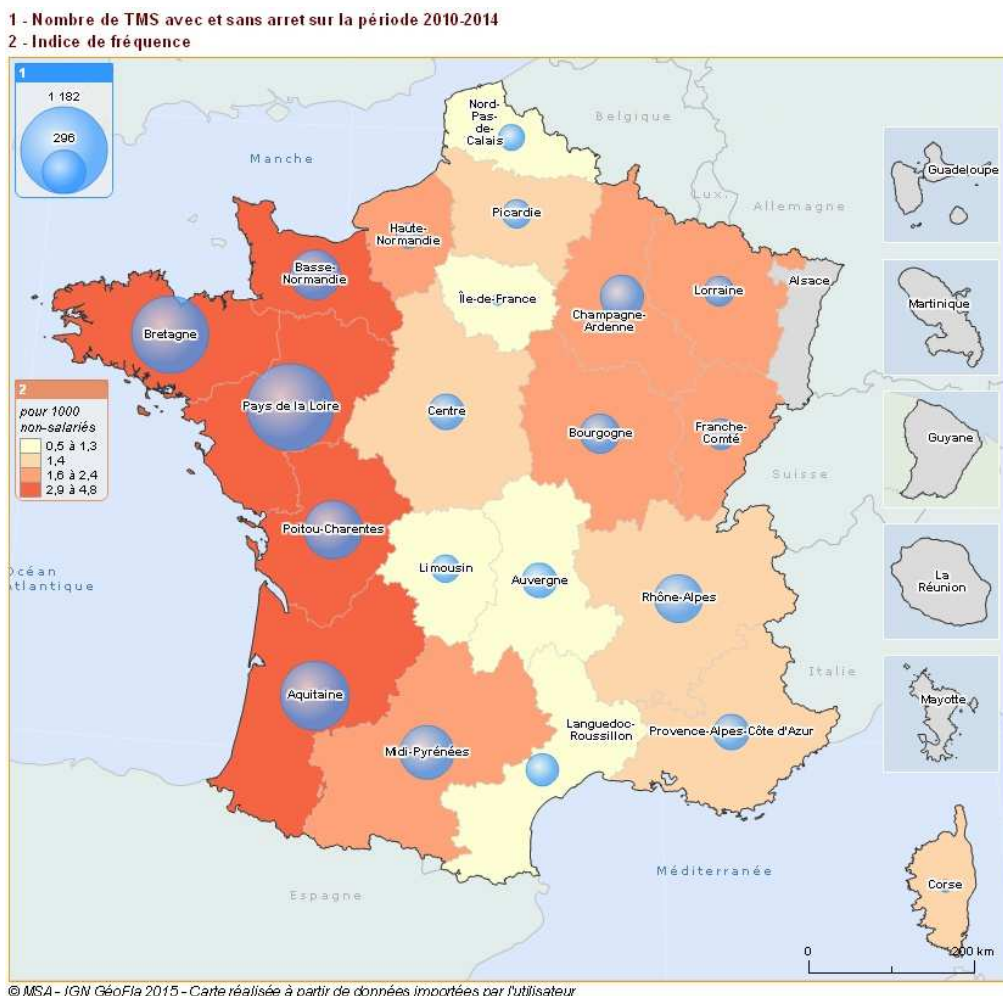 1 - Nombre de TMS avec et sans arret sur la période 2010-2014
2 - Indice de fréquence
1
1 182
296
Manche
Belgique
Lux.
Allemagne
Nord-
Pas-
de-
Calais
Picardie
Haute-
Normandie
Basse-
Normandie
Île-de-France
Champagne-
Ardenne
Lorraine
Alsace
Bretagne
Pays de la Loire
Centre
Bourgogne
Franche-
Comté
Suisse
2
pour 1000
non-salariés
0,5 à 1,3
1,4
1,6 à 2,4
2,9 à 4,8
Poitou-Charentes
Limousin
Auvergne
Rhône-Alpes
Italie
Aquitaine
Midi-Pyrénées
Languedoc-
Roussillon
Provence-Alpes-Côte d'Azur
Espagne
Méditerranée
Corse
0 200 km
Guadeloupe
Martinique
Guyane
La
Réunion
Mayotte
© MSA - IGN GéoFla 2015 - Carte réalisée à partir de données importées par l'utilisateur